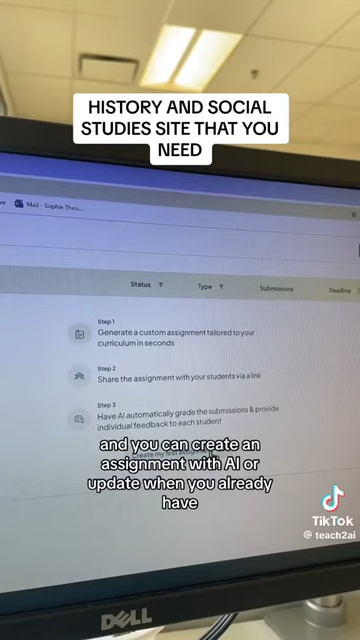 HISTORY AND SOCIAL
STUDIES SITE THAT YOU
NEED
Mail - Sophie Theo...
Status
Type
Submissions
Deadline
Step 1
Generate a custom assignment tailored to your
curriculum in seconds
Step 2
Share the assignment with your students via a link
Step 3
Have AI automatically grade the submissions & provide
individual feedback to each student
and you can create an
assignment with AI or
update when you already
have
TikTok
@ teach2ai
DELL